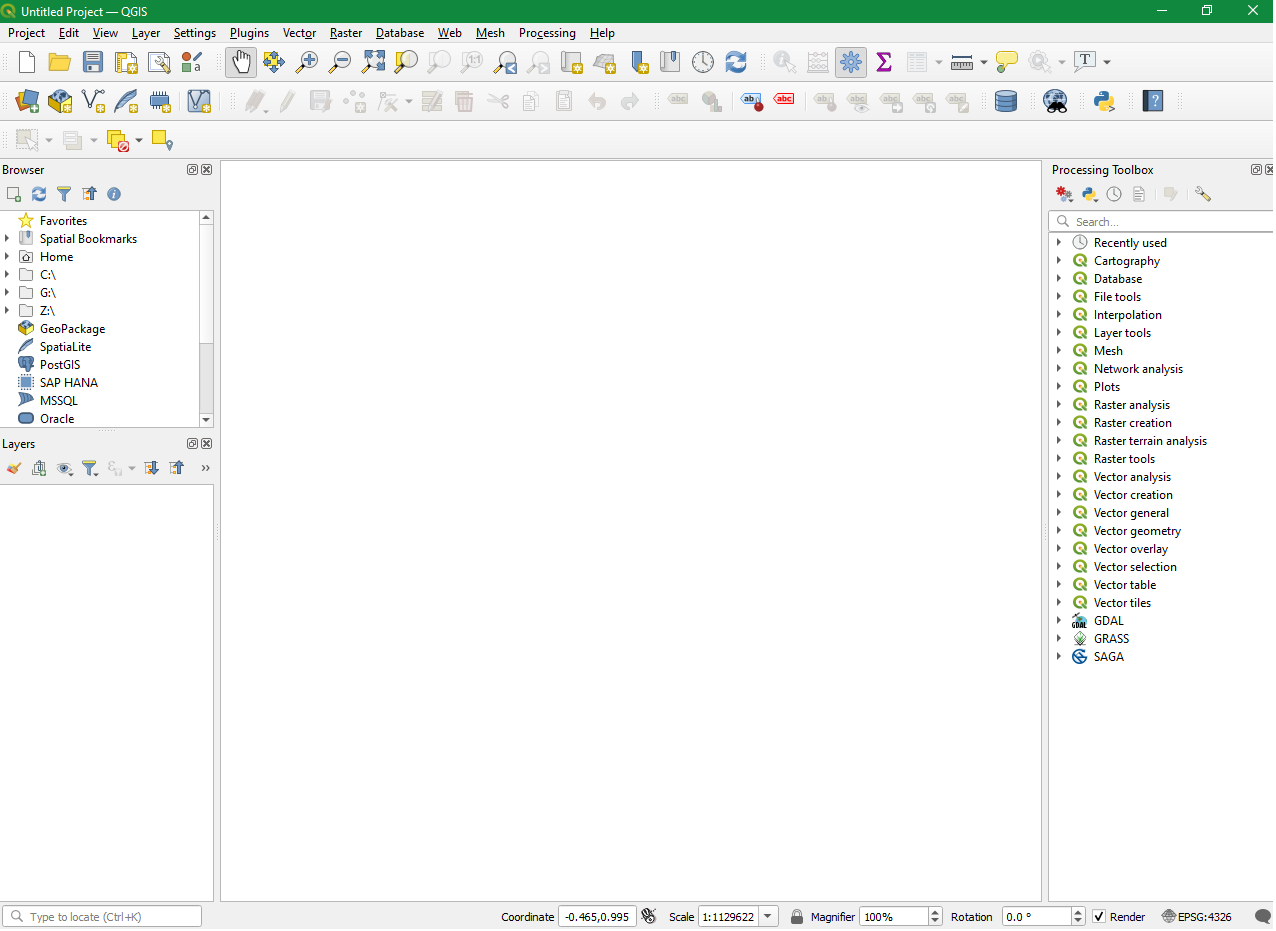 Untitled Project — QGIS
Project Edit View Layer Settings Plugins Vector Raster Database Web Mesh Processing Help
Browser
Favorites
Spatial Bookmarks
Home
C:\
G:\
Z:\
GeoPackage
SpatiaLite
PostGIS
SAP HANA
MSSQL
Oracle
Layers
Processing Toolbox
Search...
Recently used
Cartography
Database
File tools
Interpolation
Layer tools
Mesh
Network analysis
Plots
Raster analysis
Raster creation
Raster terrain analysis
Raster tools
Vector analysis
Vector creation
Vector general
Vector geometry
Vector overlay
Vector selection
Vector table
Vector tiles
GDAL
GRASS
SAGA
Type to locate (Ctrl+K) Coordinate -0.465,0.995 Scale 1:1129622 Magnifier 100% Rotation 0.0 ° Render EPSG:4326